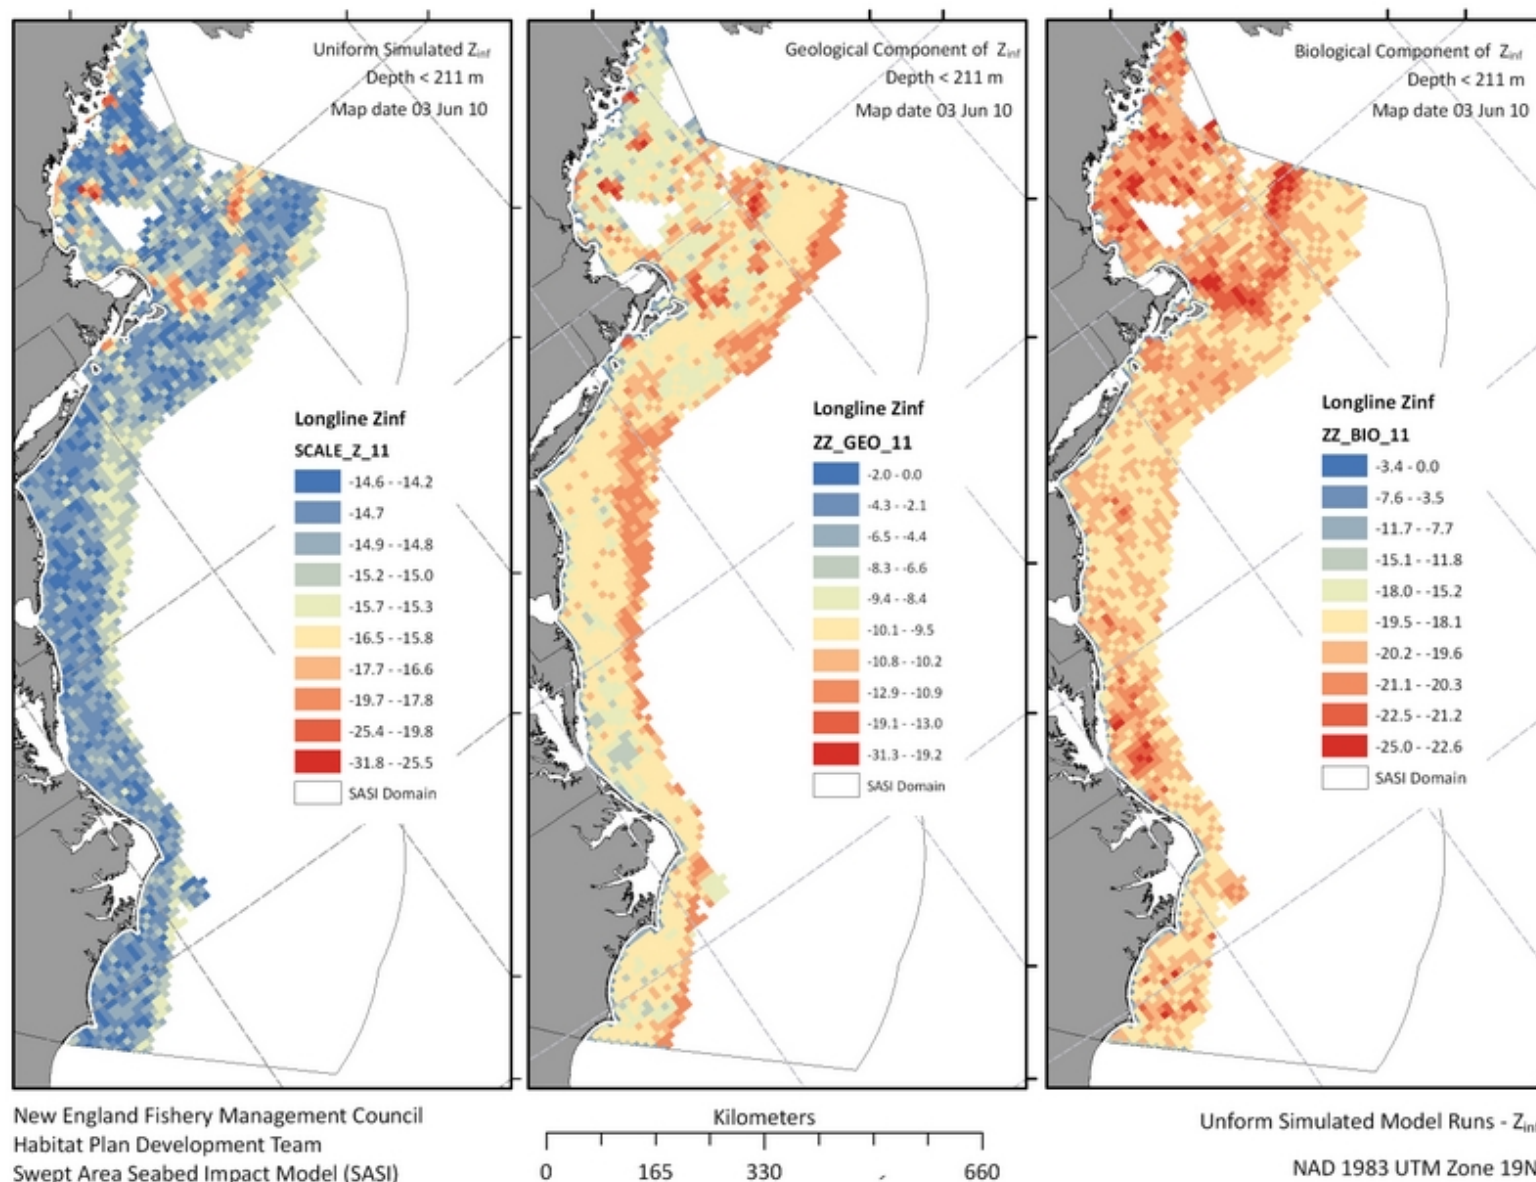 Uniform Simulated Zinf
Depth < 211 m
Map date 03 Jun 10
Longline Zinf
SCALE_Z_11
-14.6 - -14.2
-14.7
-14.9 - -14.8
-15.2 - -15.0
-15.7 - -15.3
-16.5 - -15.8
-17.7 - -16.6
-19.7 - -17.8
-25.4 - -19.8
-31.8 - -25.5
SASI Domain
Geological Component of Zinf
Depth < 211 m
Map date 03 Jun 10
Longline Zinf
ZZ_GEO_11
-2.0 - 0.0
-4.3 - -2.1
-6.5 - -4.4
-8.3 - -6.6
-9.4 - -8.4
-10.1 - -9.5
-10.8 - -10.2
-12.9 - -10.9
-19.1 - -13.0
-31.3 - -19.2
SASI Domain
Biological Component of Zinf
Depth < 211 m
Map date 03 Jun 10
Longline Zinf
ZZ_BIO_11
-3.4 - 0.0
-7.6 - -3.5
-11.7 - -7.7
-15.1 - -11.8
-18.0 - -15.2
-19.5 - -18.1
-20.2 - -19.6
-21.1 - -20.3
-22.5 - -21.2
-25.0 - -22.6
SASI Domain
New England Fishery Management Council
Habitat Plan Development Team
Swept Area Seabed Impact Model (SASI)
Kilometers
0 165 330 660
Unform Simulated Model Runs - Zinf
NAD 1983 UTM Zone 19N